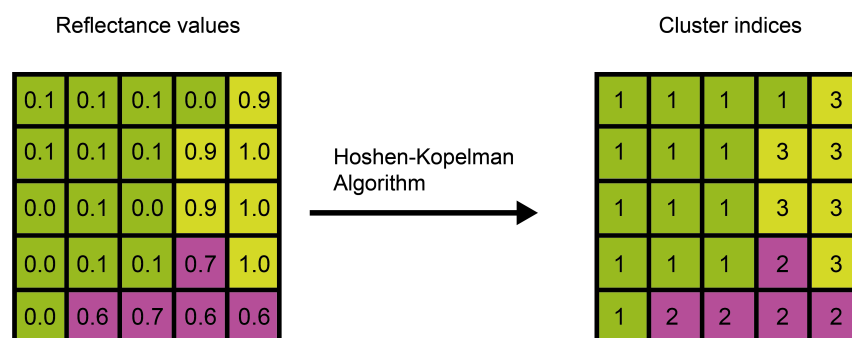 Reflectance values
Cluster indices
0.1 0.1 0.1 0.0 0.9
0.1 0.1 0.1 0.9 1.0
0.0 0.1 0.0 0.9 1.0
0.0 0.1 0.1 0.7 1.0
0.0 0.6 0.7 0.6 0.6
Hoshen-Kopelman
Algorithm
1 1 1 1 3
1 1 1 3 3
1 1 1 3 3
1 1 1 2 3
1 2 2 2 2